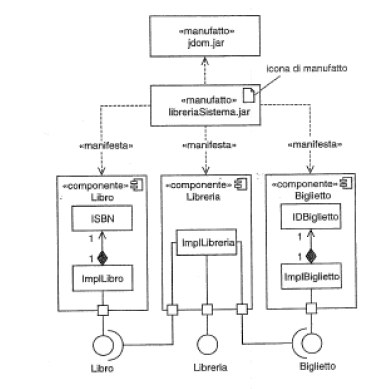 «manufatto»
jdom.jar
icona di manufatto
«manufatto»
libreriaSistema.jar
«manifesta» «manifesta» «manifesta»
«componente» «componente» «componente»
Libro Libreria Biglietto
ISBN IDBiglietto
1 1
ImplLibreria
1 1
ImplLibro ImplBiglietto
Libro Libreria Biglietto